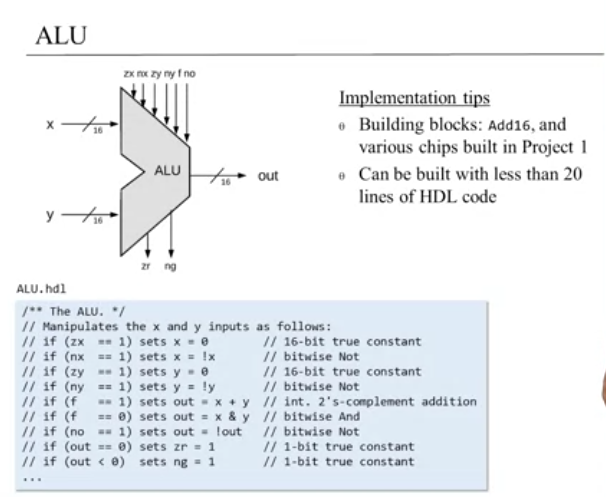 ALU
zx nx zy ny f no
x
16
ALU
16
out
y
16
zr ng
Implementation tips
Building blocks: Add16, and
various chips built in Project 1
Can be built with less than 20
lines of HDL code
ALU.hdl
/** The ALU. */
// Manipulates the x and y inputs as follows:
// if (zx == 1) sets x = 0 // 16-bit true constant
// if (nx == 1) sets x = !x // bitwise Not
// if (zy == 1) sets y = 0 // 16-bit true constant
// if (ny == 1) sets y = !y // bitwise Not
// if (f == 1) sets out = x + y // int. 2's-complement addition
// if (f == 0) sets out = x & y // bitwise And
// if (no == 1) sets out = !out // bitwise Not
// if (out == 0) sets zr = 1 // 1-bit true constant
// if (out < 0) sets ng = 1 // 1-bit true constant
...